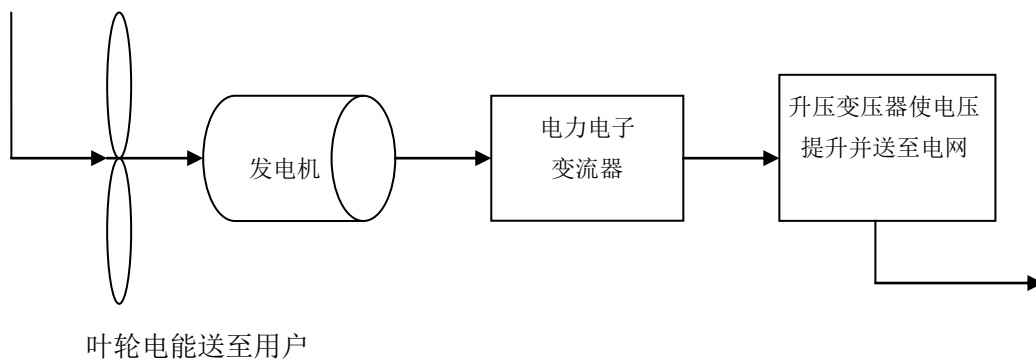 发电机
电力电子
变流器
升压变压器使电压
提升并送至电网
叶轮电能送至用户